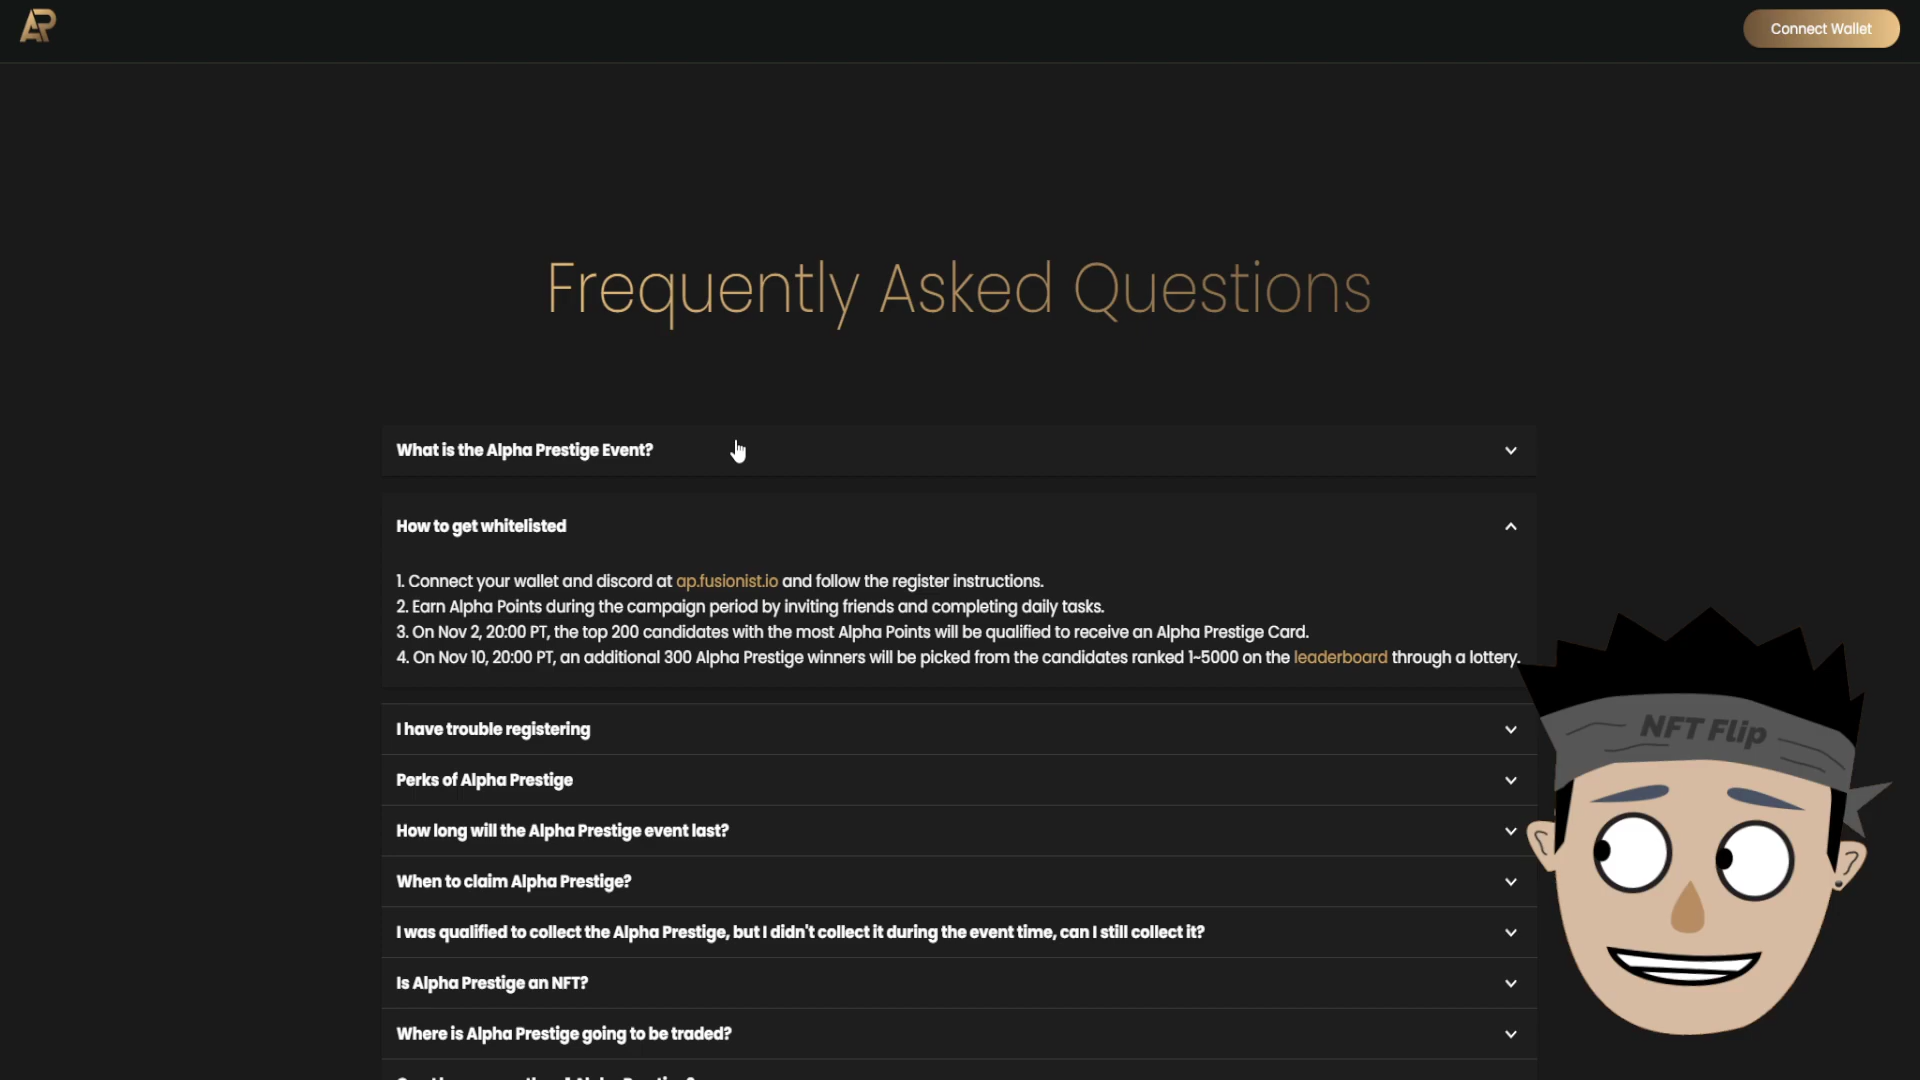 AP
Connect Wallet
Frequently Asked Questions
What is the Alpha Prestige Event?
How to get whitelisted
1. Connect your wallet and discord at ap.fusionist.io and follow the register instructions.
2. Earn Alpha Points during the campaign period by inviting friends and completing daily tasks.
3. On Nov 2, 20:00 PT, the top 200 candidates with the most Alpha Points will be qualified to receive an Alpha Prestige Card.
4. On Nov 10, 20:00 PT, an additional 300 Alpha Prestige winners will be picked from the candidates ranked 1~5000 on the leaderboard through a lottery.
I have trouble registering
NFT Flip
Perks of Alpha Prestige
How long will the Alpha Prestige event last?
When to claim Alpha Prestige?
I was qualified to collect the Alpha Prestige, but I didn't collect it during the event time, can I still collect it?
Is Alpha Prestige an NFT?
Where is Alpha Prestige going to be traded?